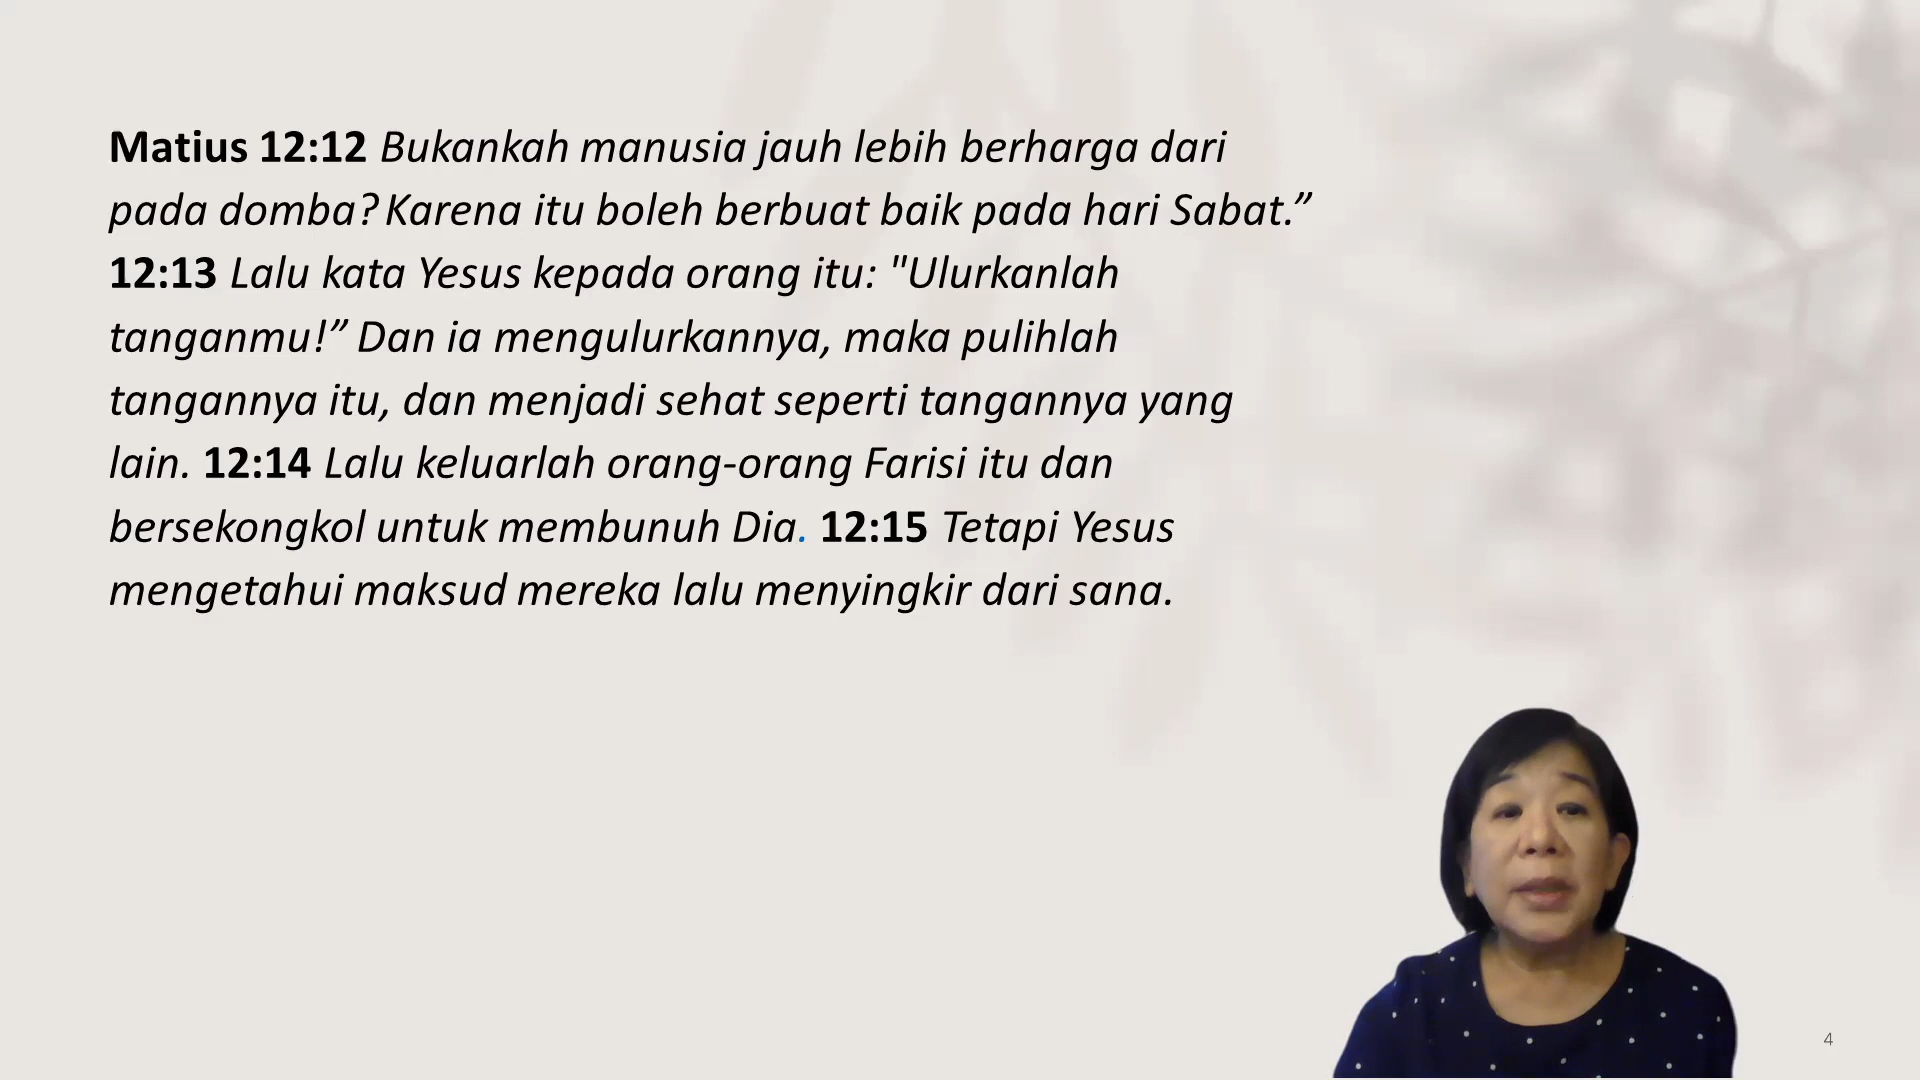 Matius 12:12 Bukankah manusia jauh lebih berharga dari
pada domba? Karena itu boleh berbuat baik pada hari Sabat.”
12:13 Lalu kata Yesus kepada orang itu: "Ulurkanlah
tanganmu!” Dan ia mengulurkannya, maka pulihlah
tangannya itu, dan menjadi sehat seperti tangannya yang
lain. 12:14 Lalu keluarlah orang-orang Farisi itu dan
bersekongkol untuk membunuh Dia. 12:15 Tetapi Yesus
mengetahui maksud mereka lalu menyingkir dari sana.
4